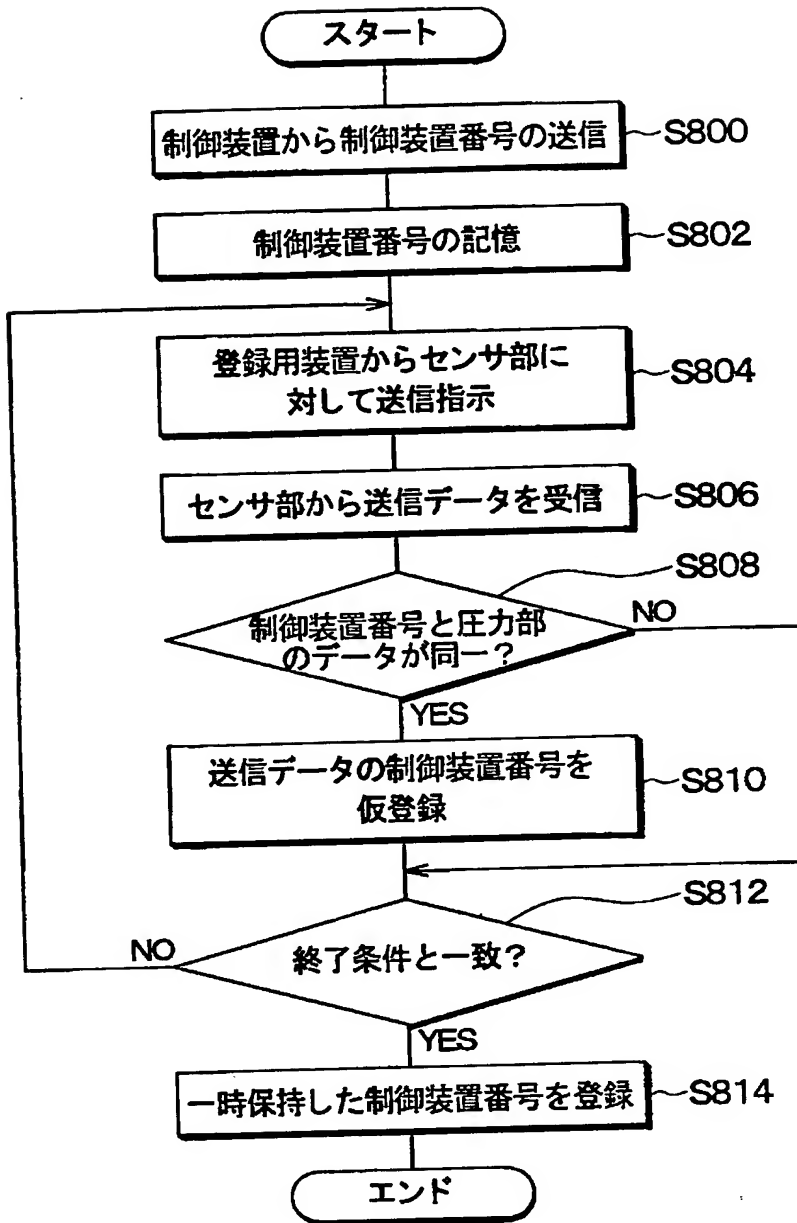 スタート
制御装置から制御装置番号の送信
S800
制御装置番号の記憶
S802
登録用装置からセンサ部に
対して送信指示
S804
センサ部から送信データを受信
S806
S808
制御装置番号と圧力部
のデータが同一?
NO
YES
送信データの制御装置番号を
仮登録
S810
S812
終了条件と一致?
NO
YES
一時保持した制御装置番号を登録
S814
エンド